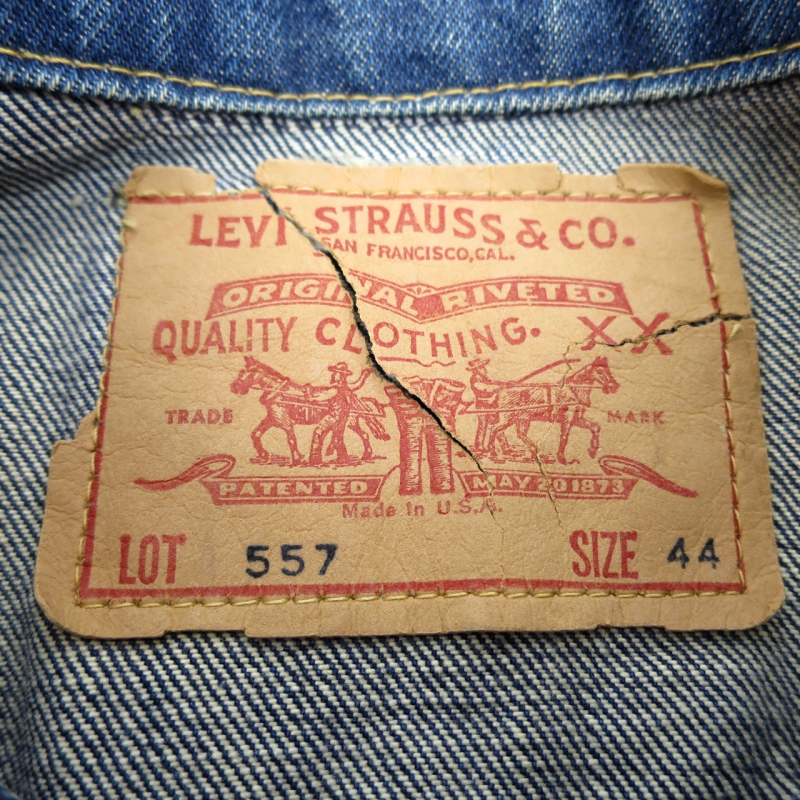 LEVI STRAUSS & CO.
SAN FRANCISCO, CAL.
ORIGINAL RIVETED
QUALITY CLOTHING. XX
TRADE MARK
PATENTED MAY 20 1873
Made in U.S.A.
LOT 557 SIZE 44